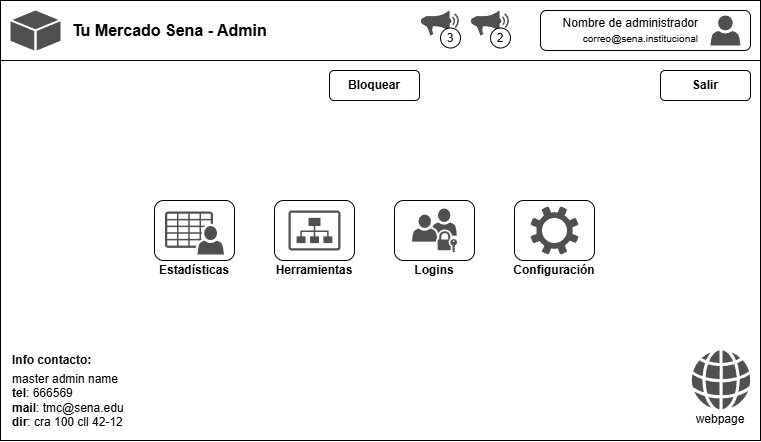 Tu Mercado Sena - Admin
3
2
Nombre de administrador
correo@sena.institucional
Bloquear
Salir
Estadísticas
Herramientas
Logins
Configuración
Info contacto:
master admin name
tel: 666569
mail: tmc@sena.edu
dir: cra 100 cll 42-12
webpage